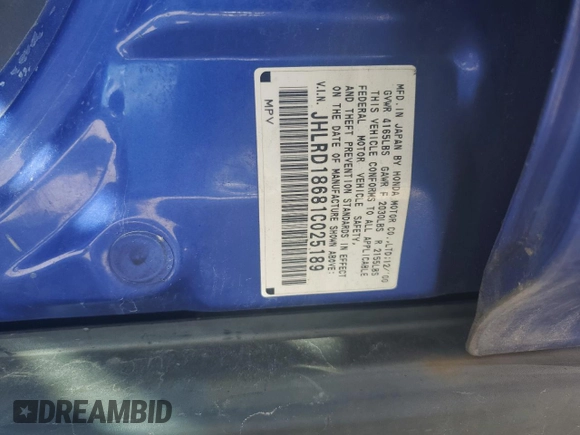 MFD. IN JAPAN BY HONDA MOTOR CO.,LTD.:12/'00
GVWR 4165LBS GAWR F 2030LBS R 2155LBS
THIS VEHICLE CONFORMS TO ALL APPLICABLE
FEDERAL MOTOR VEHICLE SAFETY,
AND THEFT PREVENTION STANDARDS IN EFFECT
ON THE DATE OF MANUFACTURE SHOWN ABOVE:
V.I.N. JHLRD18681C025189
MPV
DREAMBID